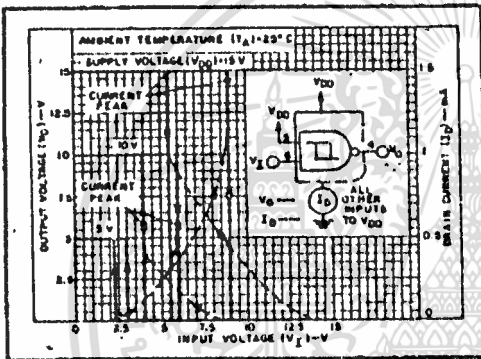 AMBIENT TEMPERATURE (TA)=25°C
SUPPLY VOLTAGE (VDD)=15 V
CURRENT
PEAK
10V
CURRENT
PEAK
5V
VDD
VDD
VI
VO
ID
VO
ID
ALL
OTHER
INPUTS
TO VDD
OUTPUT VOLTAGE (VO)—V
15
12.5
10
7.5
5
2.5
0
DRAIN CURRENT (ID)—mA
1.5
1
0.5
0
0
2.5
5
7.5
10
12.5
15
INPUT VOLTAGE (VI)—V